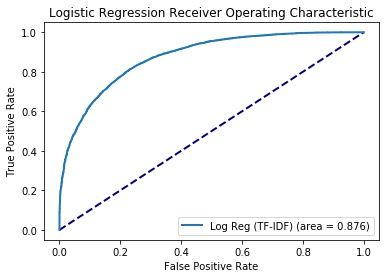 Logistic Regression Receiver Operating Characteristic
True Positive Rate
1.0
0.8
0.6
0.4
0.2
0.0
Log Reg (TF-IDF) (area = 0.876)
0.0 0.2 0.4 0.6 0.8 1.0
False Positive Rate